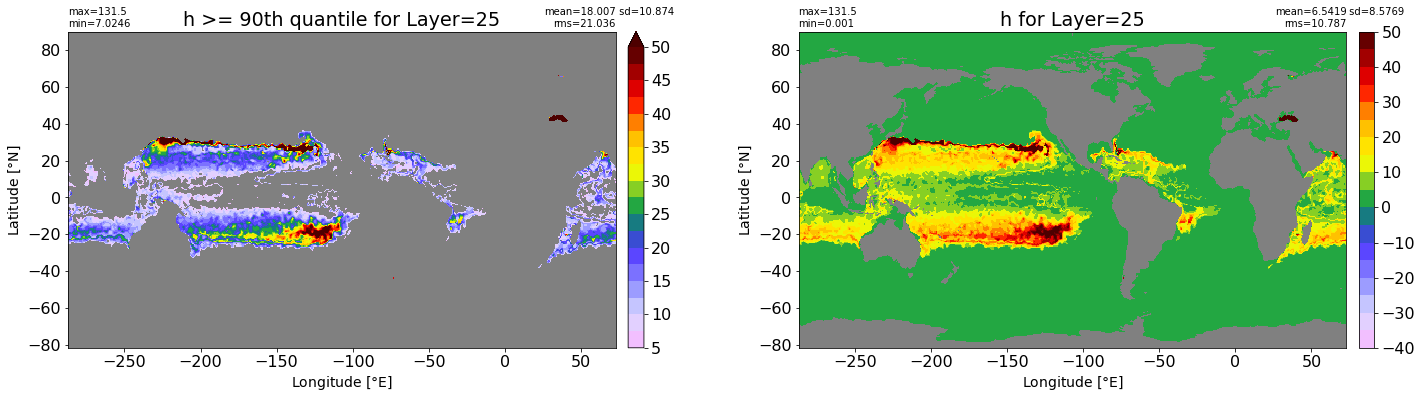 max=131.5
min=7.0246
h >= 90th quantile for Layer=25
mean=18.007 sd=10.874
rms=21.036
80
60
40
20
0
−20
−40
−60
−80
Latitude [°N]
−250 −200 −150 −100 −50 0 50
Longitude [°E]
50
45
40
35
30
25
20
15
10
5
max=131.5
min=0.001
h for Layer=25
mean=6.5419 sd=8.5769
rms=10.787
80
60
40
20
0
−20
−40
−60
−80
Latitude [°N]
−250 −200 −150 −100 −50 0 50
Longitude [°E]
50
40
30
20
10
0
−10
−20
−30
−40